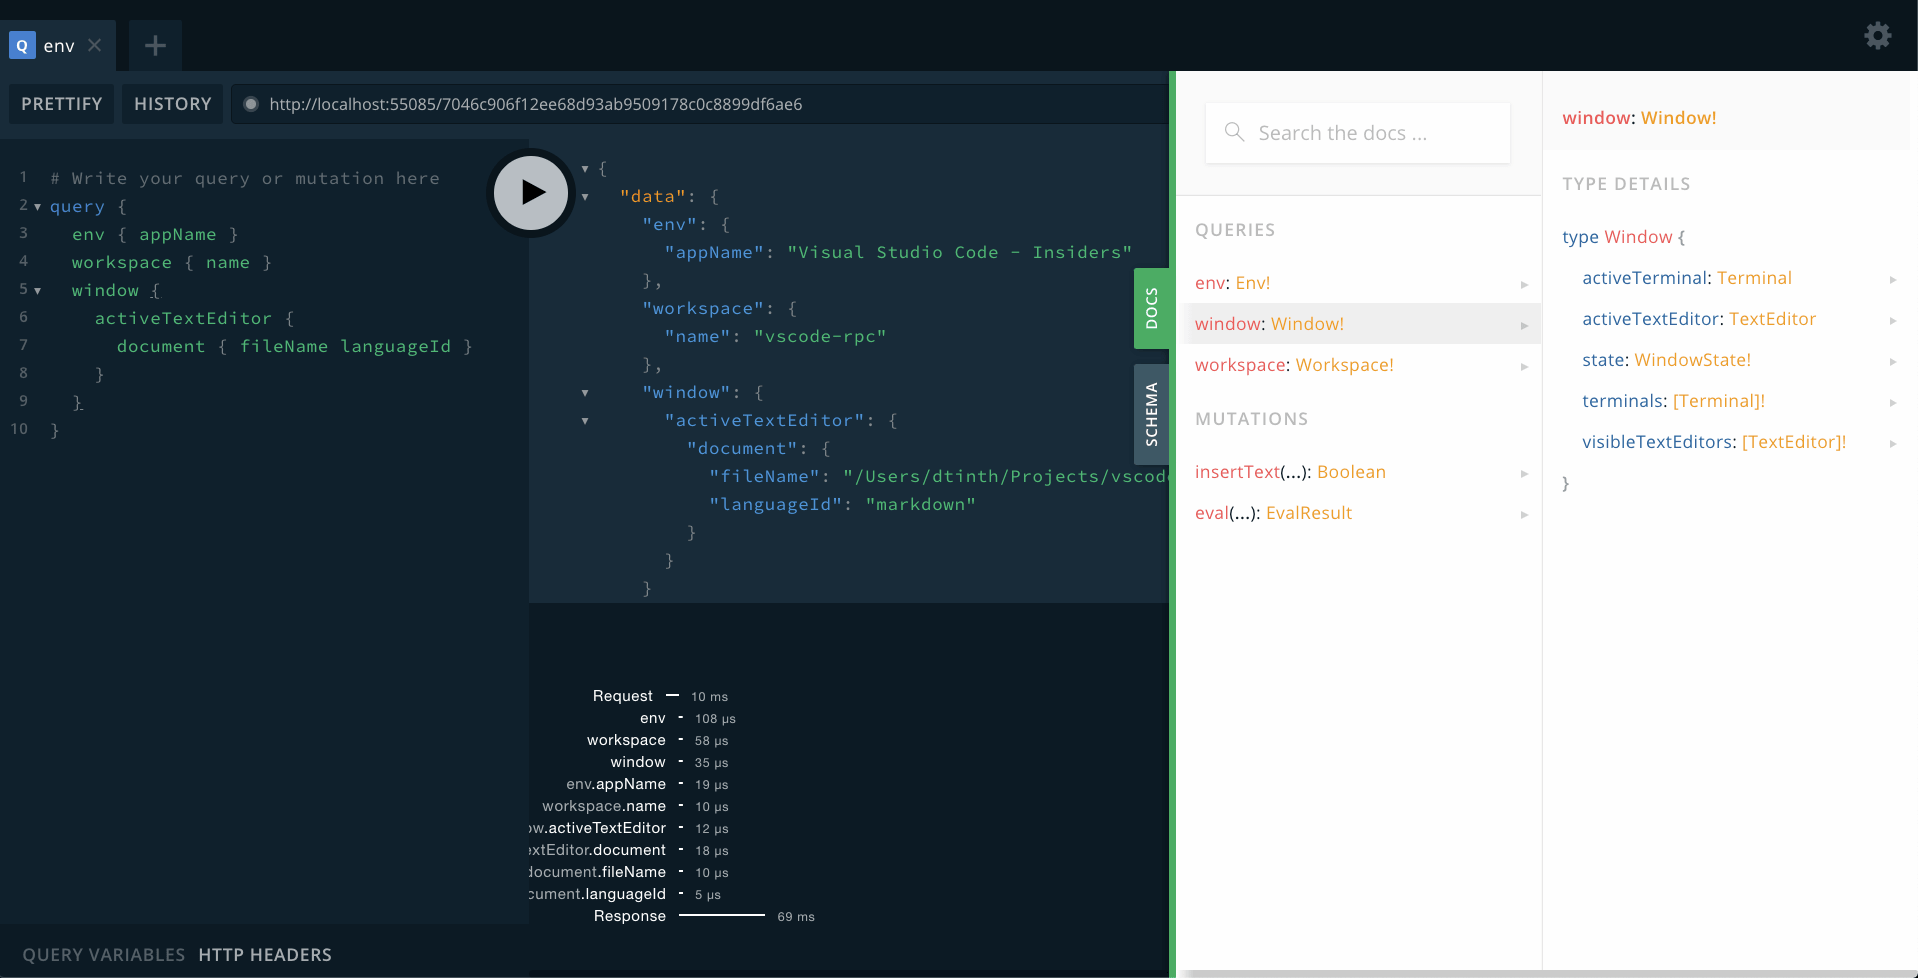 Q env
PRETTIFY HISTORY http://localhost:55085/7046c906f12ee68d93ab9509178c0c8899df6ae6
1 # Write your query or mutation here
2 query {
3 env { appName }
4 workspace { name }
5 window {
6 activeTextEditor {
7 document { fileName languageId }
8 }
9 }
10 }
QUERY VARIABLES HTTP HEADERS
{
"data": {
"env": {
"appName": "Visual Studio Code - Insiders"
},
"workspace": {
"name": "vscode-rpc"
},
"window": {
"activeTextEditor": {
"document": {
"fileName": "/Users/dtinth/Projects/vscode
"languageId": "markdown"
}
}
}
Request 10 ms
env 108 µs
workspace 58 µs
window 35 µs
env.appName 19 µs
workspace.name 10 µs
ow.activeTextEditor 12 µs
extEditor.document 18 µs
document.fileName 10 µs
cument.languageId 5 µs
Response 69 ms
DOCS
SCHEMA
Search the docs ...
QUERIES
env: Env!
window: Window!
workspace: Workspace!
MUTATIONS
insertText(...): Boolean
eval(...): EvalResult
window: Window!
TYPE DETAILS
type Window {
activeTerminal: Terminal
activeTextEditor: TextEditor
state: WindowState!
terminals: [Terminal]!
visibleTextEditors: [TextEditor]!
}